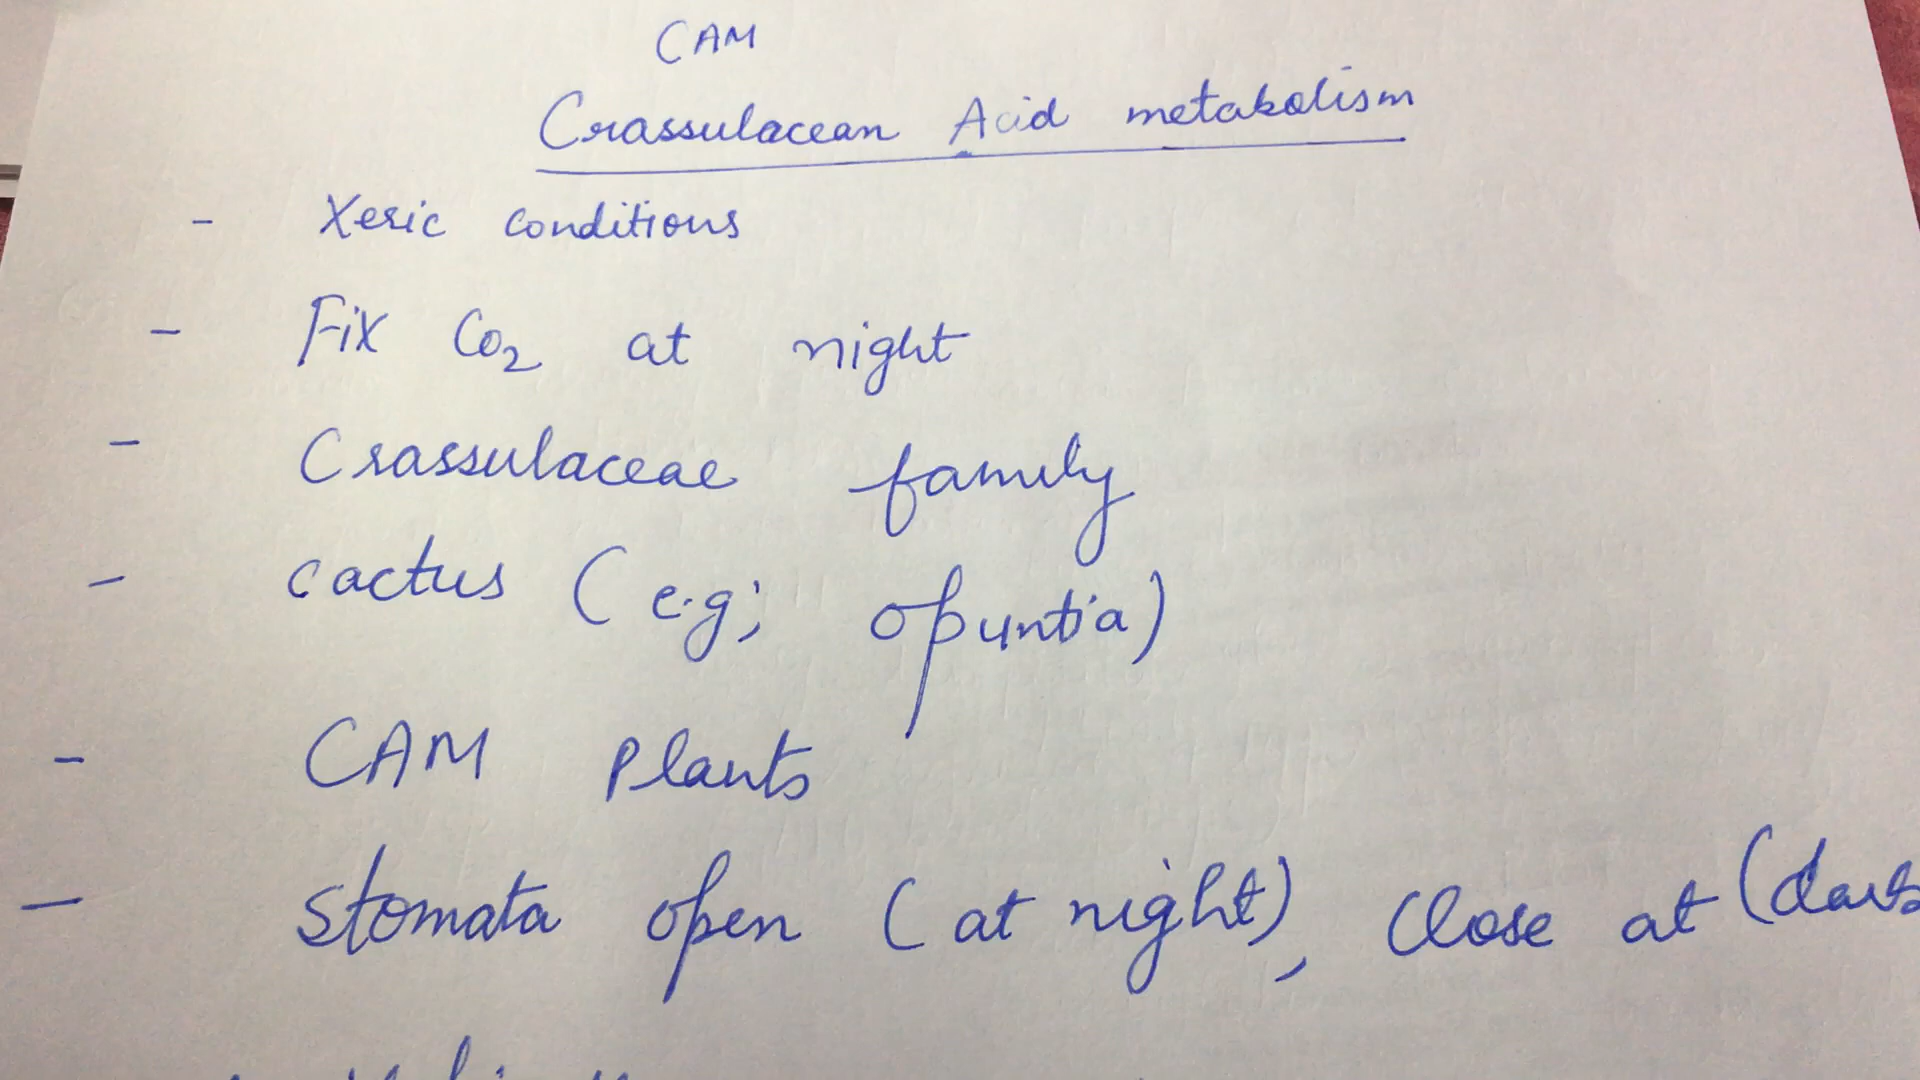 CAM
Crassulacean Acid metabolism
- Xeric conditions
- Fix CO2 at night
- Crassulaceae family
- cactus (e.g; opuntia)
- CAM Plants
- stomata open (at night), Close at (